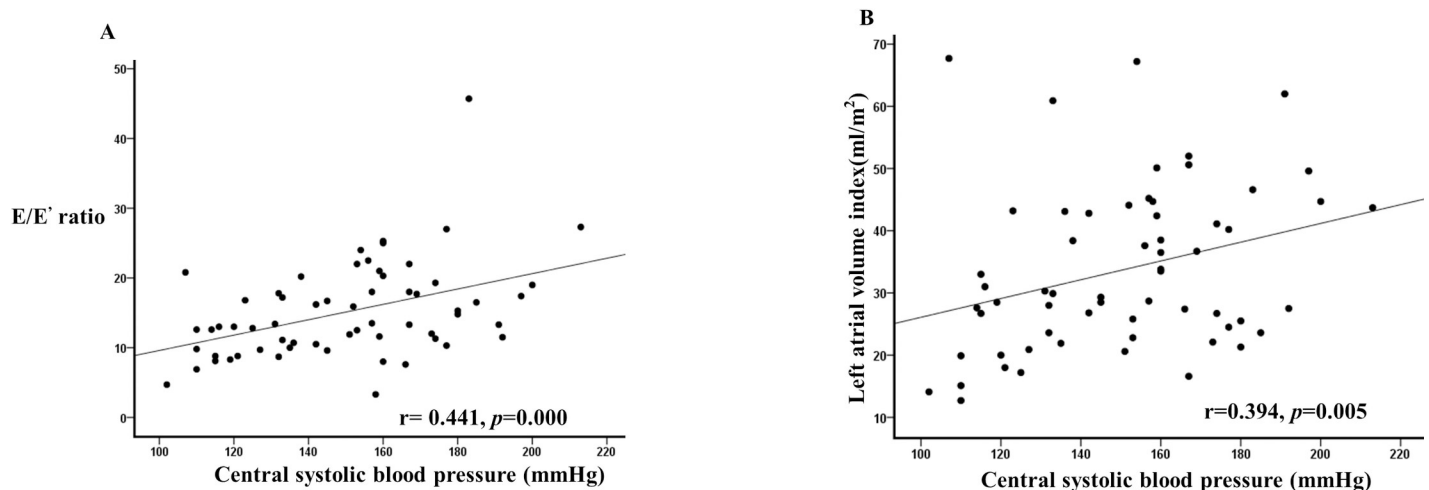 A
50
40
30
20
10
0
E/E' ratio
r= 0.441, p=0.000
100 120 140 160 180 200 220
Central systolic blood pressure (mmHg)
B
70
60
50
40
30
20
10
Left atrial volume index(ml/m²)
r=0.394, p=0.005
100 120 140 160 180 200 220
Central systolic blood pressure (mmHg)